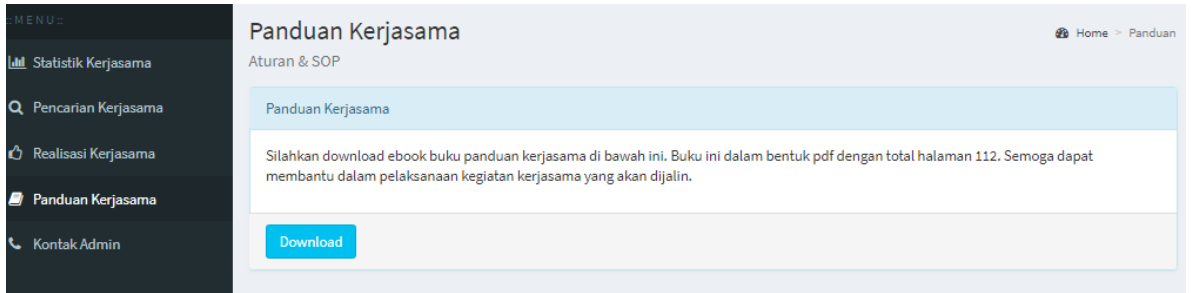 ::MENU::
Statistik Kerjasama
Pencarian Kerjasama
Realisasi Kerjasama
Panduan Kerjasama
Kontak Admin
Panduan Kerjasama
Aturan & SOP
Home > Panduan
Panduan Kerjasama
Silahkan download ebook buku panduan kerjasama di bawah ini. Buku ini dalam bentuk pdf dengan total halaman 112. Semoga dapat
membantu dalam pelaksanaan kegiatan kerjasama yang akan dijalin.
Download